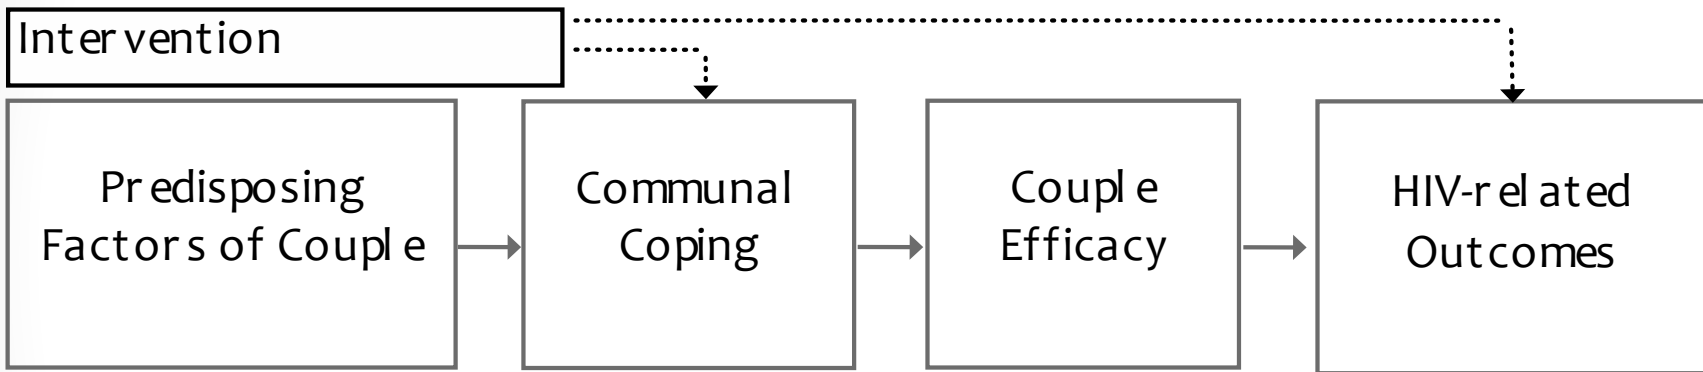 Intervention
Predisposing
Factors of Couple
Communal
Coping
Couple
Efficacy
HIV-related
Outcomes